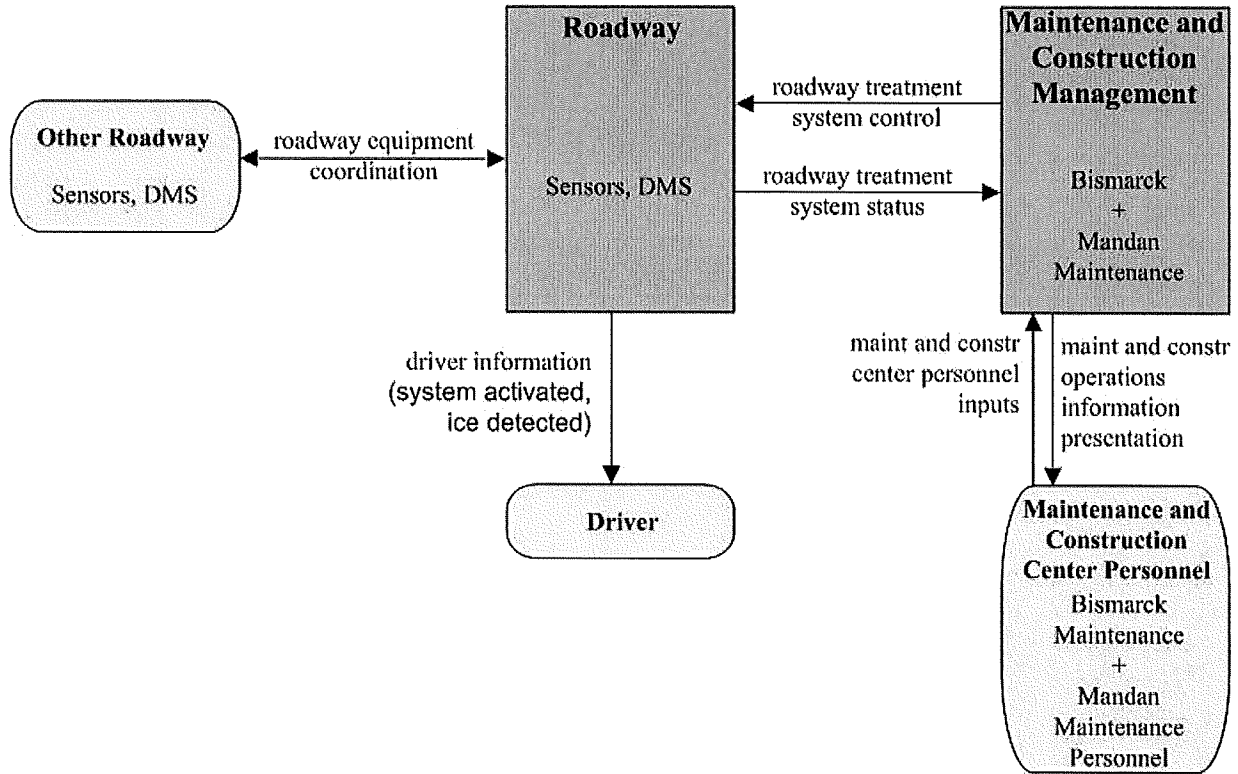 Roadway
Maintenance and
Construction
Management
roadway treatment
system control
Other Roadway
Sensors, DMS
roadway equipment
coordination
Sensors, DMS
roadway treatment
system status
Bismarck
+
Mandan
Maintenance
driver information
(system activated,
ice detected)
maint and constr
center personnel
inputs
maint and constr
operations
information
presentation
Driver
Maintenance and
Construction
Center Personnel
Bismarck
Maintenance
+
Mandan
Maintenance
Personnel